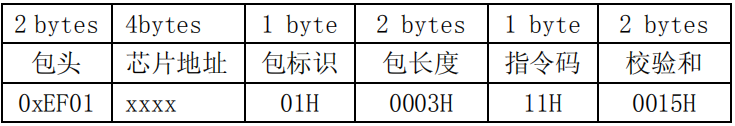 2 bytes 4bytes 1 byte 2 bytes 1 byte 2 bytes
包头 芯片地址 包标识 包长度 指令码 校验和
0xEF01 xxxx 01H 0003H 11H 0015H